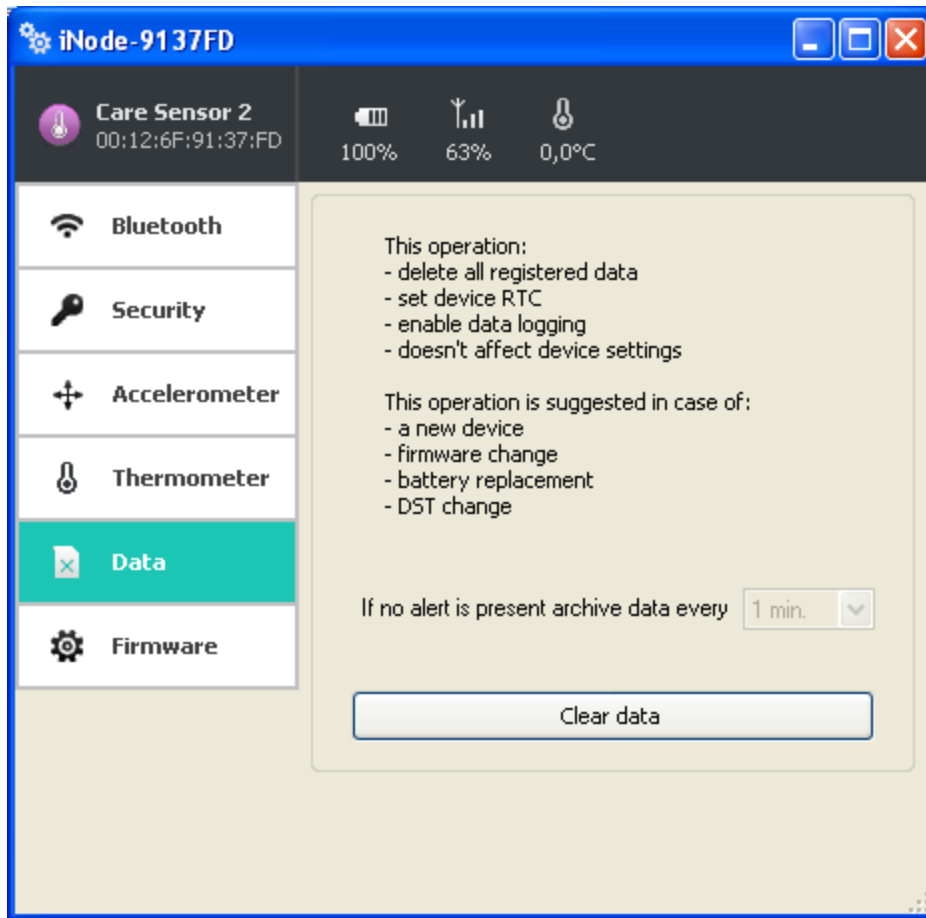 iNode-9137FD
Care Sensor 2
00:12:6F:91:37:FD
100%
63%
0,0°C
Bluetooth
Security
Accelerometer
Thermometer
Data
Firmware
This operation:
- delete all registered data
- set device RTC
- enable data logging
- doesn't affect device settings
This operation is suggested in case of:
- a new device
- firmware change
- battery replacement
- DST change
If no alert is present archive data every 1 min.
Clear data